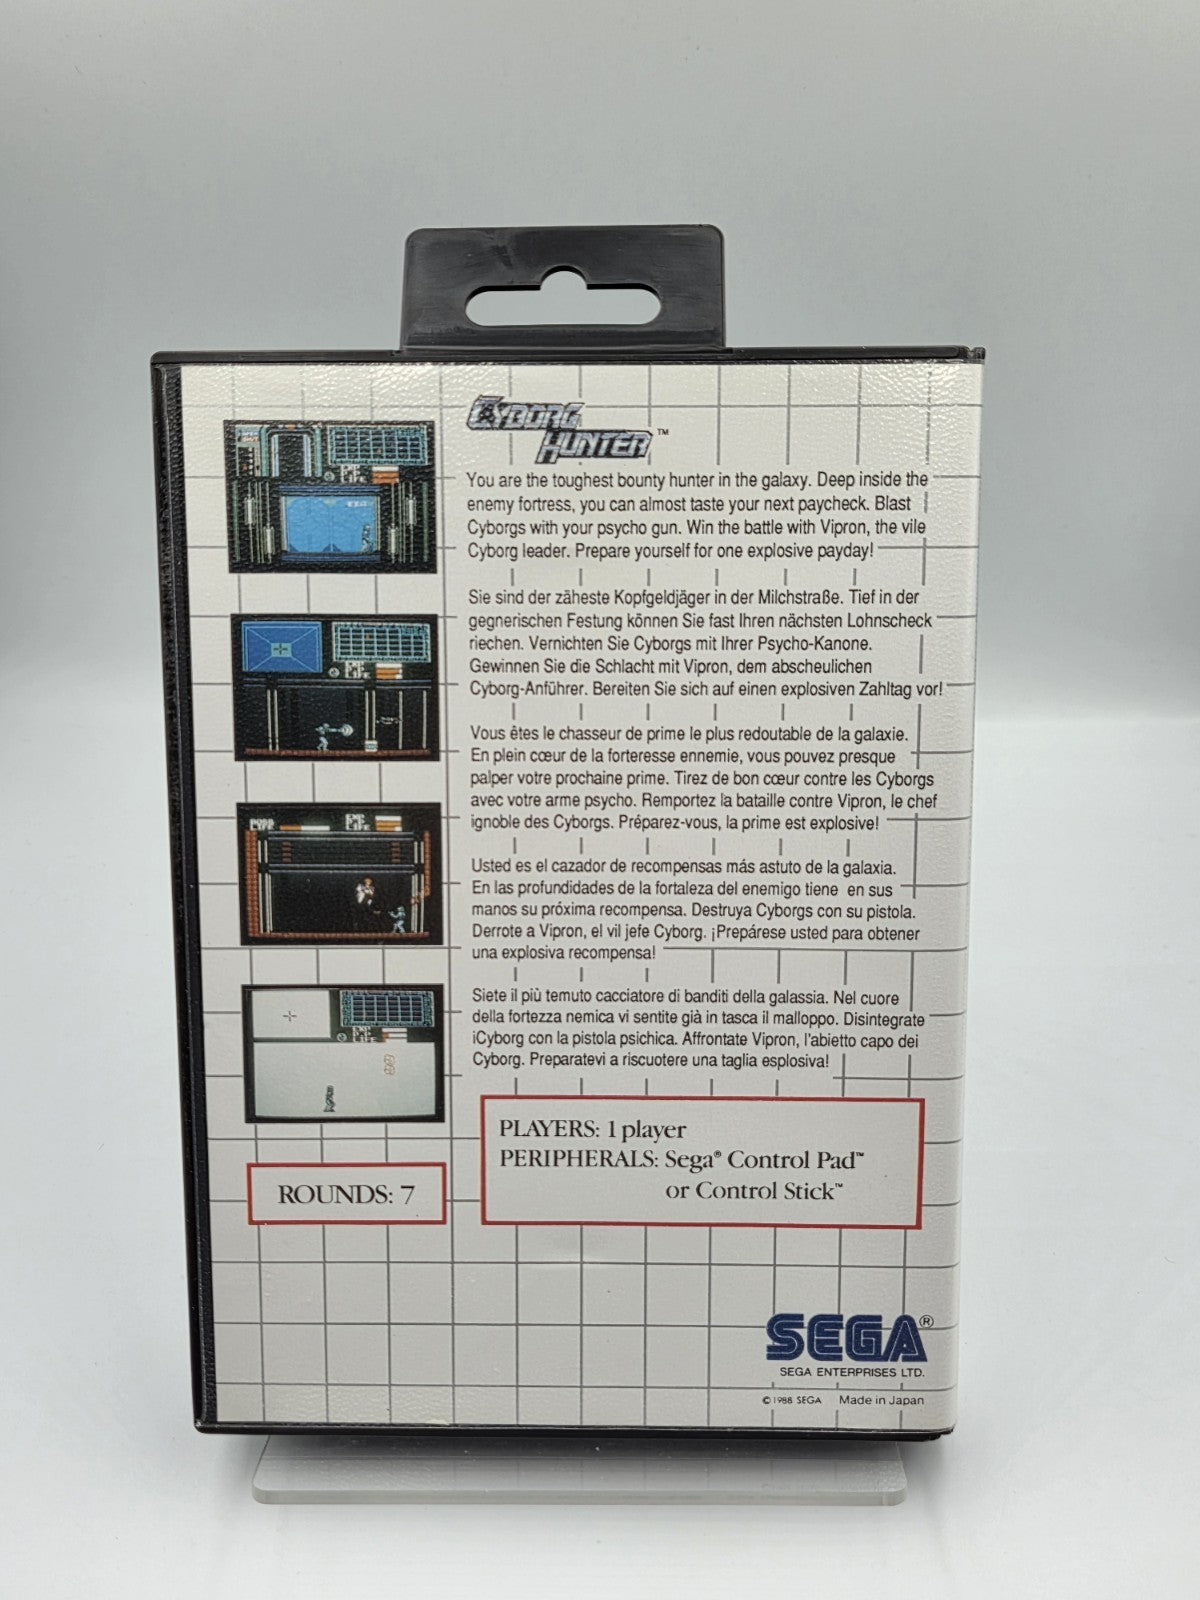 CYBORG
HUNTER™
You are the toughest bounty hunter in the galaxy. Deep inside the
enemy fortress, you can almost taste your next paycheck. Blast
Cyborgs with your psycho gun. Win the battle with Vipron, the vile
Cyborg leader. Prepare yourself for one explosive payday!
Sie sind der zäheste Kopfgeldjäger in der Milchstraße. Tief in der
gegnerischen Festung können Sie fast Ihren nächsten Lohnscheck
riechen. Vernichten Sie Cyborgs mit Ihrer Psycho-Kanone.
Gewinnen Sie die Schlacht mit Vipron, dem abscheulichen
Cyborg-Anführer. Bereiten Sie sich auf einen explosiven Zahltag vor!
Vous êtes le chasseur de prime le plus redoutable de la galaxie.
En plein cœur de la forteresse ennemie, vous pouvez presque
palper votre prochaine prime. Tirez de bon cœur contre les Cyborgs
avec votre arme psycho. Remportez la bataille contre Vipron, le chef
ignoble des Cyborgs. Préparez-vous, la prime est explosive!
Usted es el cazador de recompensas más astuto de la galaxia.
En las profundidades de la fortaleza del enemigo tiene en sus
manos su próxima recompensa. Destruya Cyborgs con su pistola.
Derrote a Vipron, el vil jefe Cyborg. ¡Prepárese usted para obtener
una explosiva recompensa!
Siete il più temuto cacciatore di banditi della galassia. Nel cuore
della fortezza nemica vi sentite già in tasca il malloppo. Disintegrate
iCyborg con la pistola psichica. Affrontate Vipron, l'abietto capo dei
Cyborg. Preparatevi a riscuotere una taglia esplosiva!
PLAYERS: 1 player
PERIPHERALS: Sega® Control Pad™
or Control Stick™
ROUNDS: 7
SEGA®
SEGA ENTERPRISES LTD.
©1988 SEGA Made in Japan